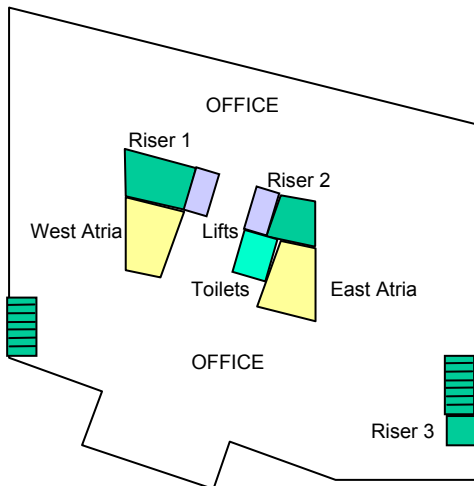 OFFICE
Riser 1
Riser 2
West Atria
Lifts
Toilets
East Atria
OFFICE
Riser 3